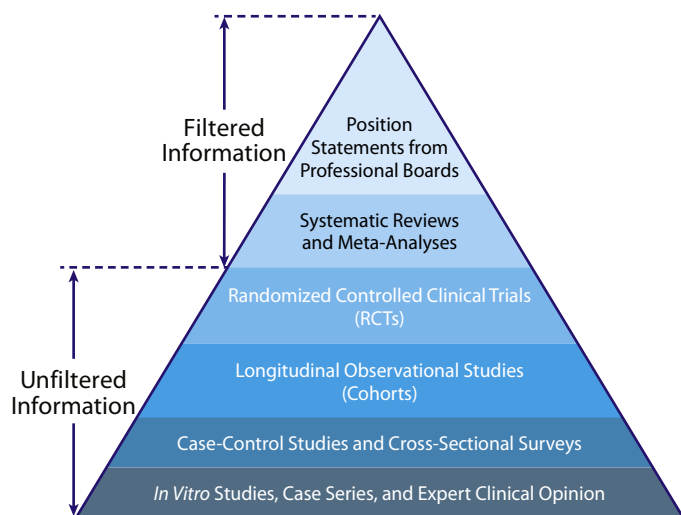 Filtered
Information
Position
Statements from
Professional Boards
Systematic Reviews
and Meta-Analyses
Randomized Controlled Clinical Trials
(RCTs)
Unfiltered
Information
Longitudinal Observational Studies
(Cohorts)
Case-Control Studies and Cross-Sectional Surveys
In Vitro Studies, Case Series, and Expert Clinical Opinion